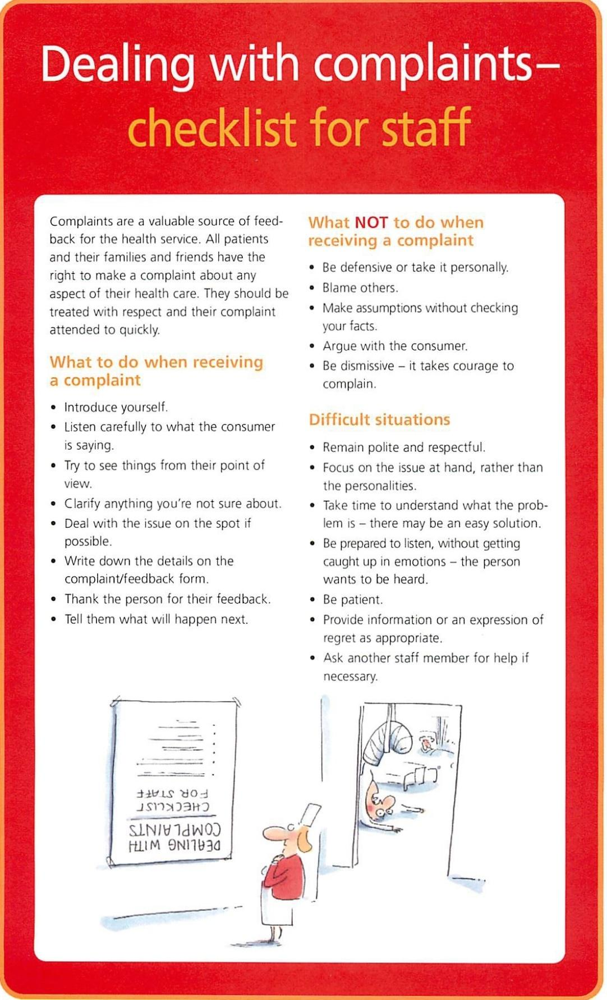 Dealing with complaints–
checklist for staff
Complaints are a valuable source of feed-
back for the health service. All patients
and their families and friends have the
right to make a complaint about any
aspect of their health care. They should be
treated with respect and their complaint
attended to quickly.
What to do when receiving
a complaint
• Introduce yourself.
• Listen carefully to what the consumer
is saying.
• Try to see things from their point of
view.
• Clarify anything you're not sure about.
• Deal with the issue on the spot if
possible.
• Write down the details on the
complaint/feedback form.
• Thank the person for their feedback.
• Tell them what will happen next.
What NOT to do when
receiving a complaint
• Be defensive or take it personally.
• Blame others.
• Make assumptions without checking
your facts.
• Argue with the consumer.
• Be dismissive – it takes courage to
complain.
Difficult situations
• Remain polite and respectful.
• Focus on the issue at hand, rather than
the personalities.
• Take time to understand what the prob-
lem is – there may be an easy solution.
• Be prepared to listen, without getting
caught up in emotions – the person
wants to be heard.
• Be patient.
• Provide information or an expression of
regret as appropriate.
• Ask another staff member for help if
necessary.
DEALING WITH
COMPLAINTS
CHECKLIST
FOR STAFF